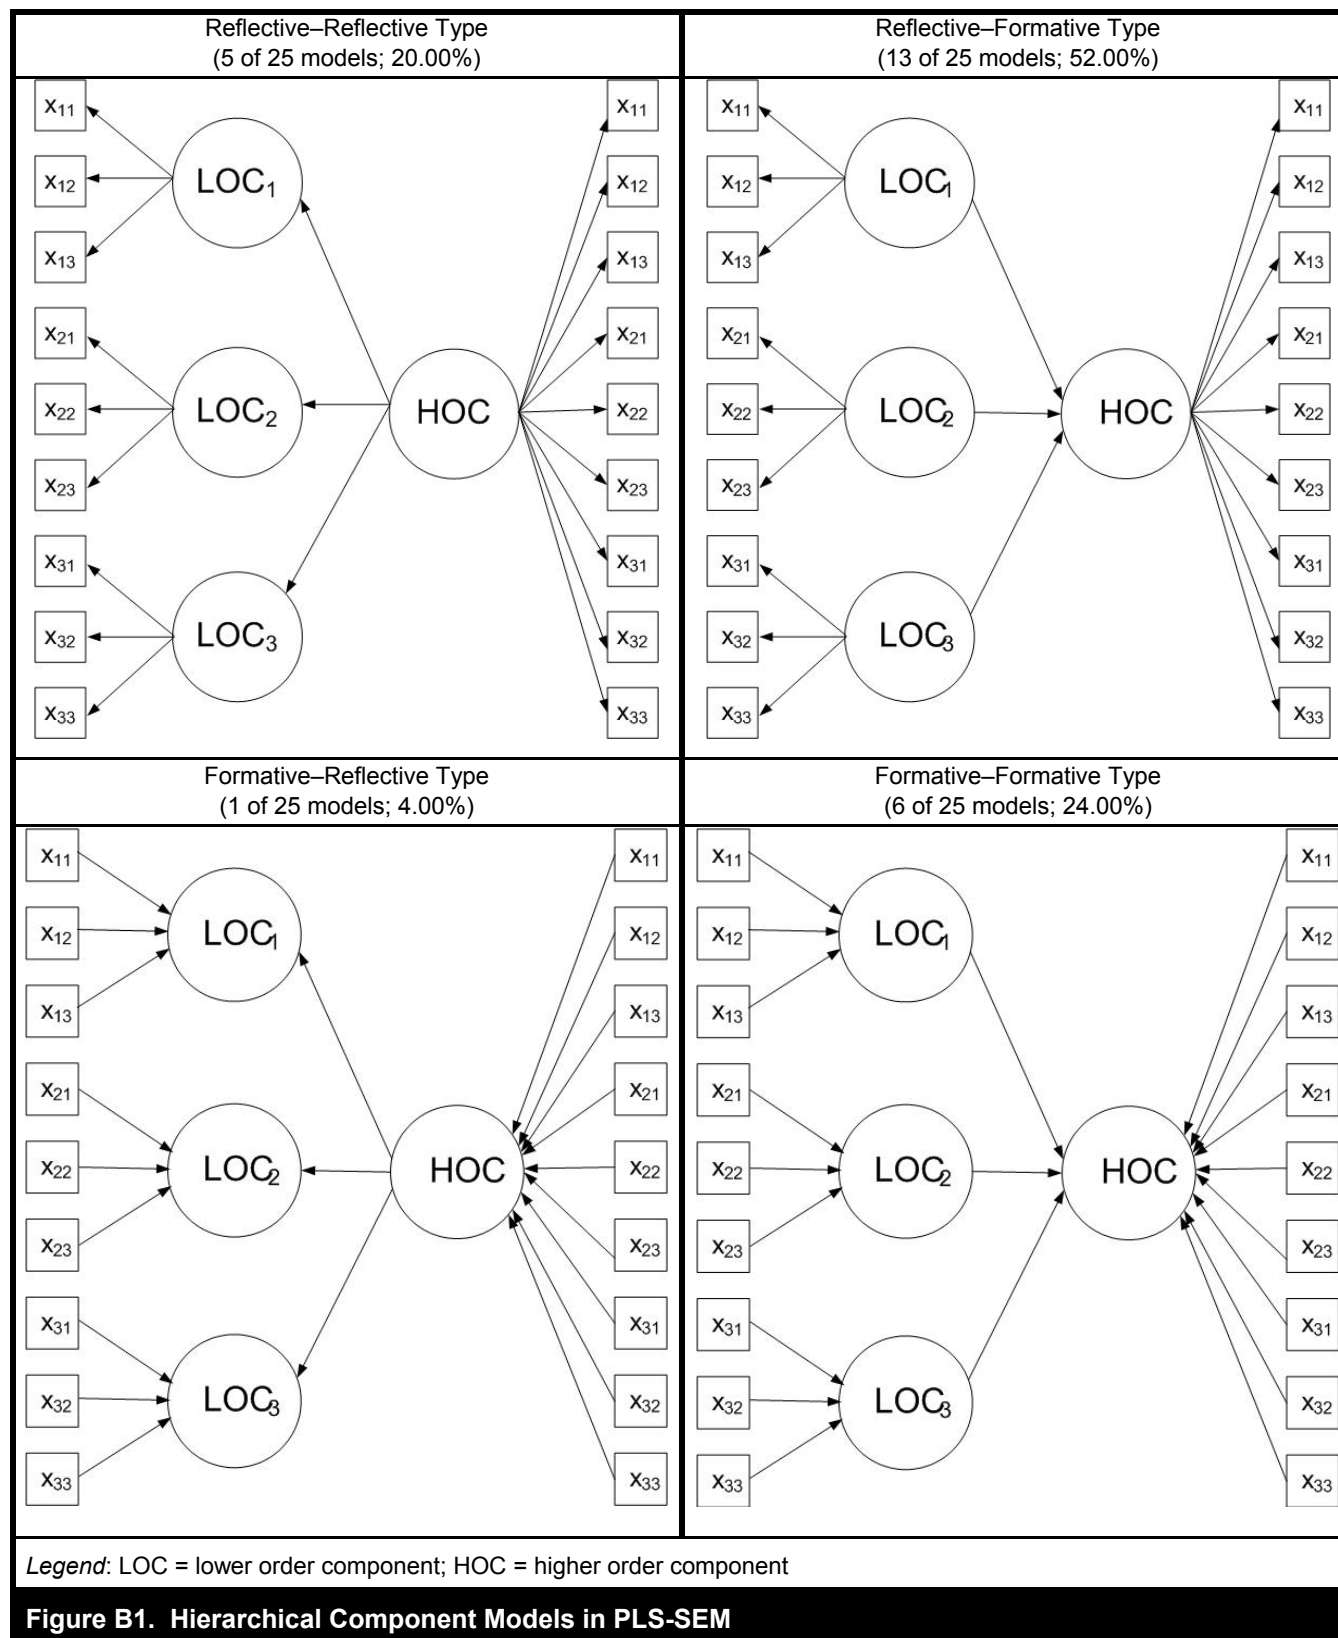 Reflective–Reflective Type
(5 of 25 models; 20.00%)
x11
x12
x13
x21
x22
x23
x31
x32
x33
LOC1
LOC2
LOC3
HOC
x11
x12
x13
x21
x22
x23
x31
x32
x33
Reflective–Formative Type
(13 of 25 models; 52.00%)
x11
x12
x13
x21
x22
x23
x31
x32
x33
LOC1
LOC2
LOC3
HOC
x11
x12
x13
x21
x22
x23
x31
x32
x33
Formative–Reflective Type
(1 of 25 models; 4.00%)
x11
x12
x13
x21
x22
x23
x31
x32
x33
LOC1
LOC2
LOC3
HOC
x11
x12
x13
x21
x22
x23
x31
x32
x33
Formative–Formative Type
(6 of 25 models; 24.00%)
x11
x12
x13
x21
x22
x23
x31
x32
x33
LOC1
LOC2
LOC3
HOC
x11
x12
x13
x21
x22
x23
x31
x32
x33
Legend: LOC = lower order component; HOC = higher order component
Figure B1. Hierarchical Component Models in PLS-SEM